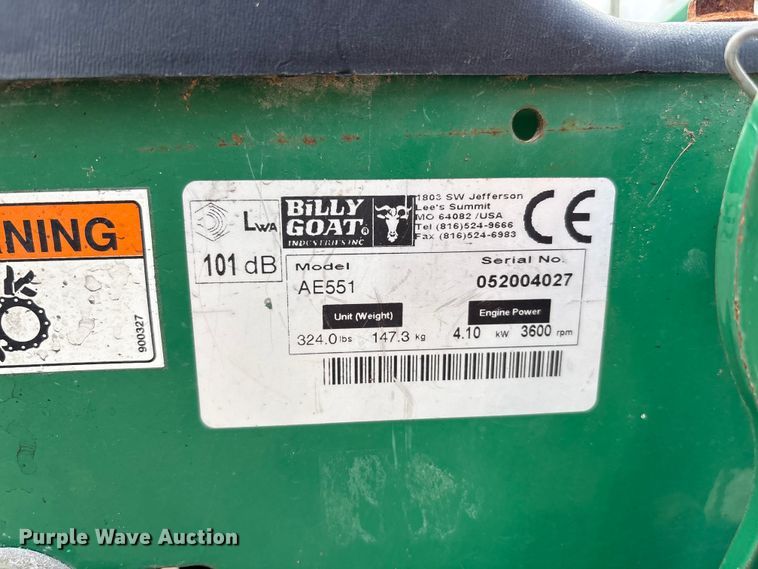 NING
900327
LWA
101 dB
BiLLY
GOAT®
INDUSTRIES INC
1803 SW Jefferson
Lee's Summit
MO 64082 /USA
Tel (816)524-9666
Fax (816)524-6983
CE
Model
Serial No.
AE551
052004027
Unit (Weight)
Engine Power
324.0 lbs 147.3 kg 4.10 kW 3600 rpm
Purple Wave Auction